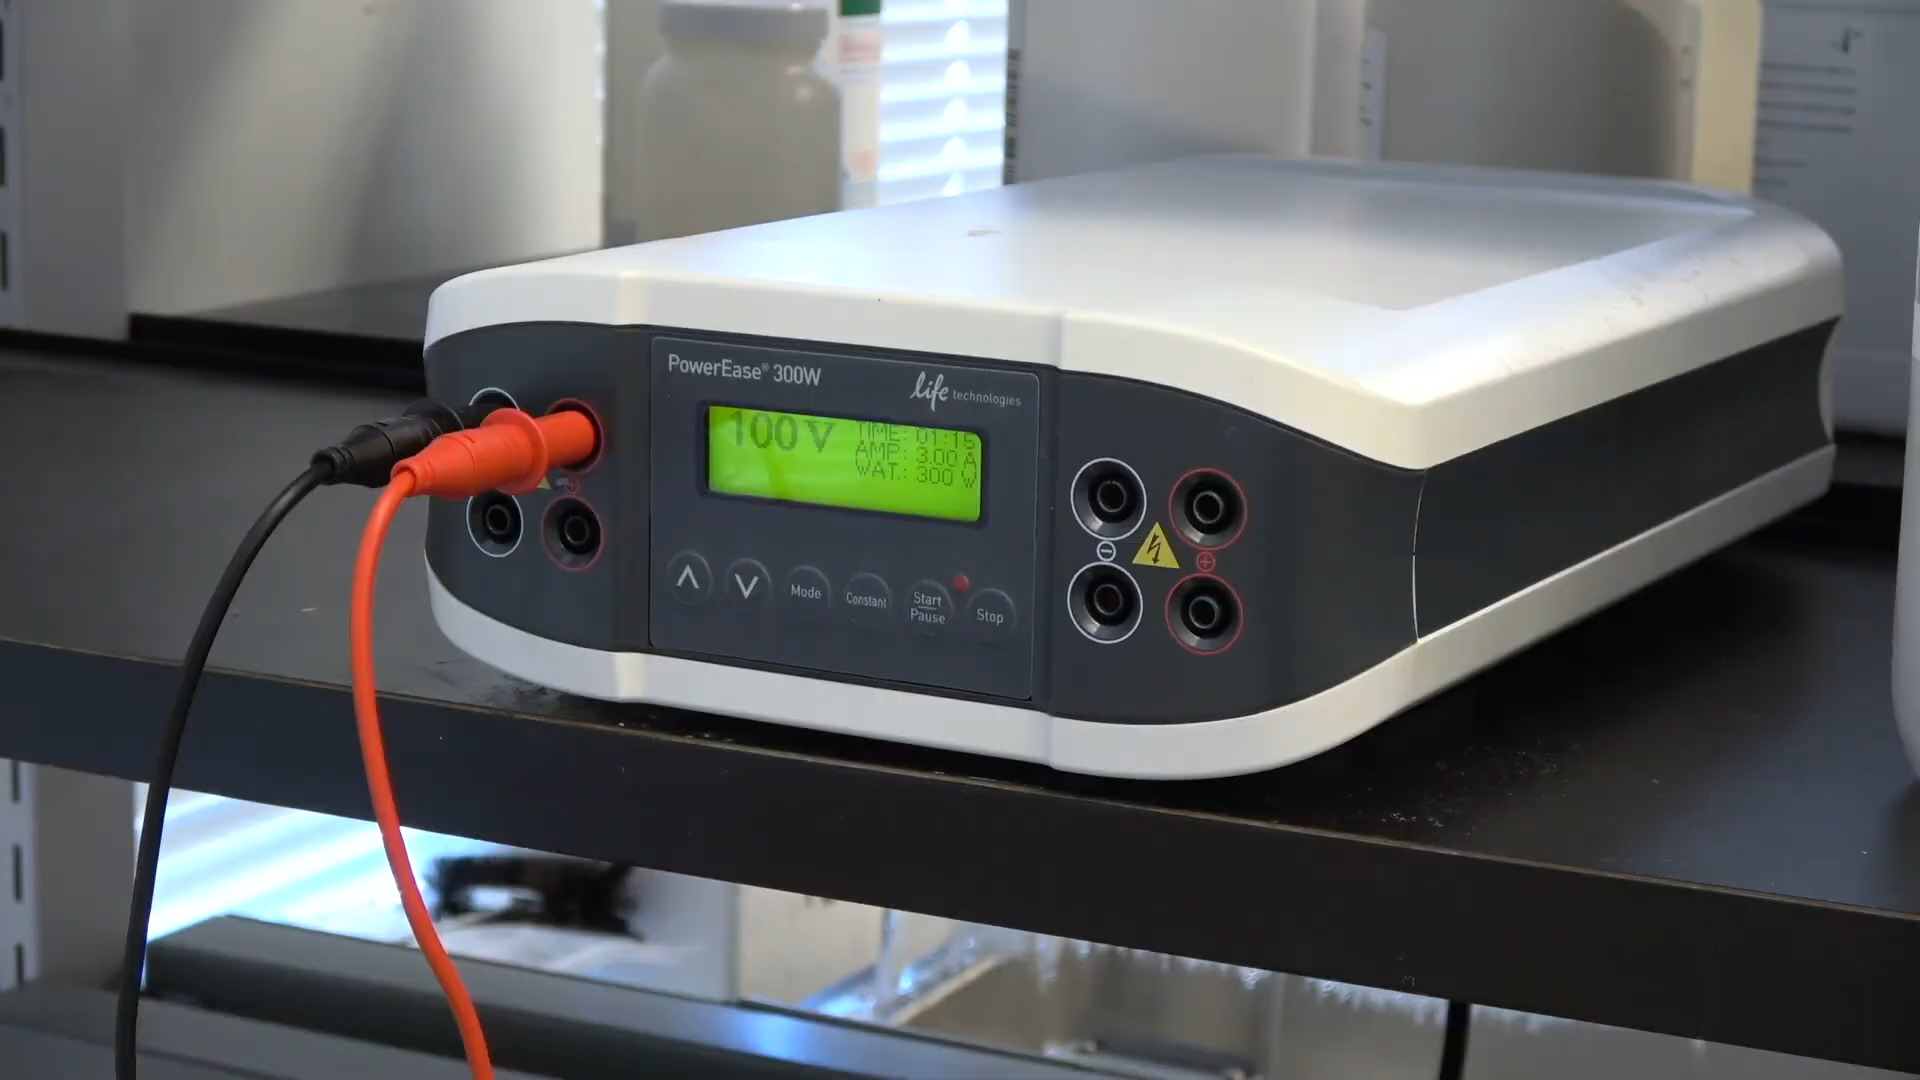 PowerEase® 300W
life technologies
100 V
TIME: 01:15
AMP: 3.00 A
WAT.: 300 W
Mode
Constant
Start
Pause
Stop